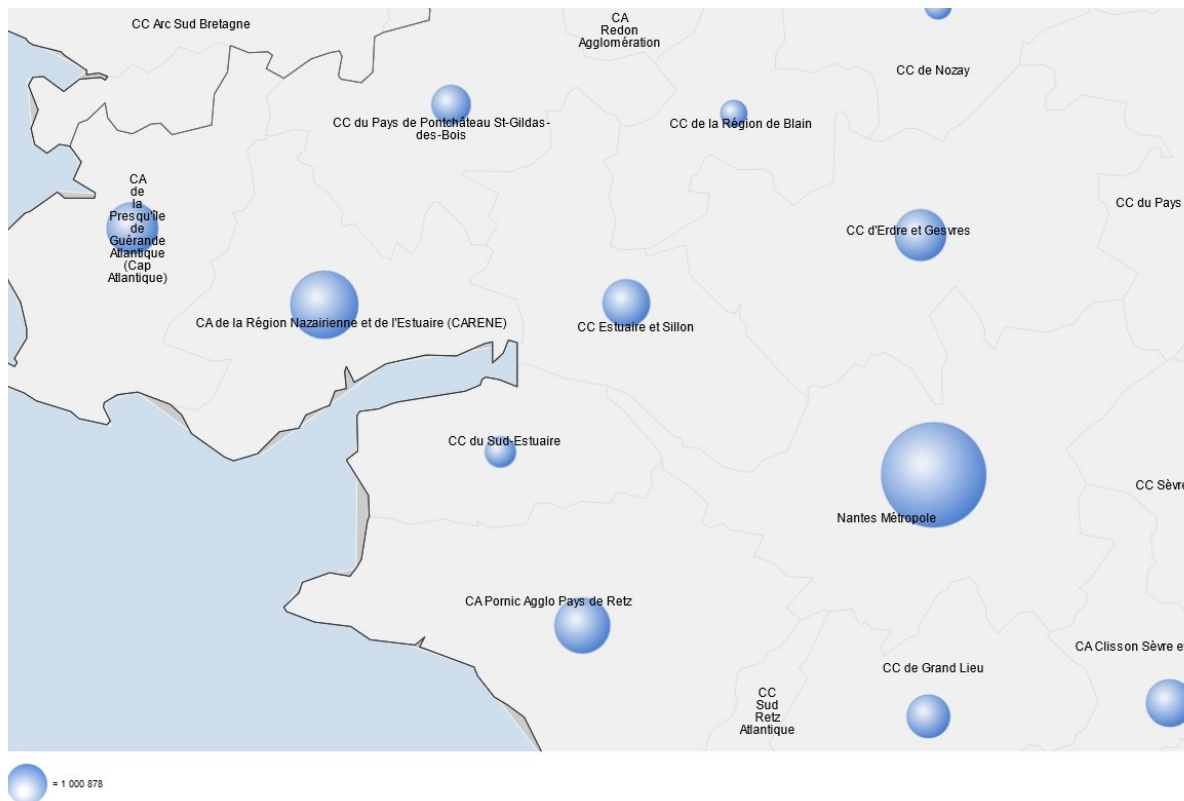 CC Arc Sud Bretagne
CA
Redon
Agglomération
CC de Nozay
CC du Pays de Pontchâteau St-Gildas-
des-Bois
CC de la Région de Blain
CA
de
la
Presqu'île
de
Guérande
Atlantique
(Cap
Atlantique)
CC du Pays
CC d'Erdre et Gesvres
CA de la Région Nazairienne et de l'Estuaire (CARENE)
CC Estuaire et Sillon
CC du Sud-Estuaire
CC Sèvre
Nantes Métropole
CA Pornic Agglo Pays de Retz
CA Clisson Sèvre et
CC de Grand Lieu
CC
Sud
Retz
Atlantique
= 1 000 878